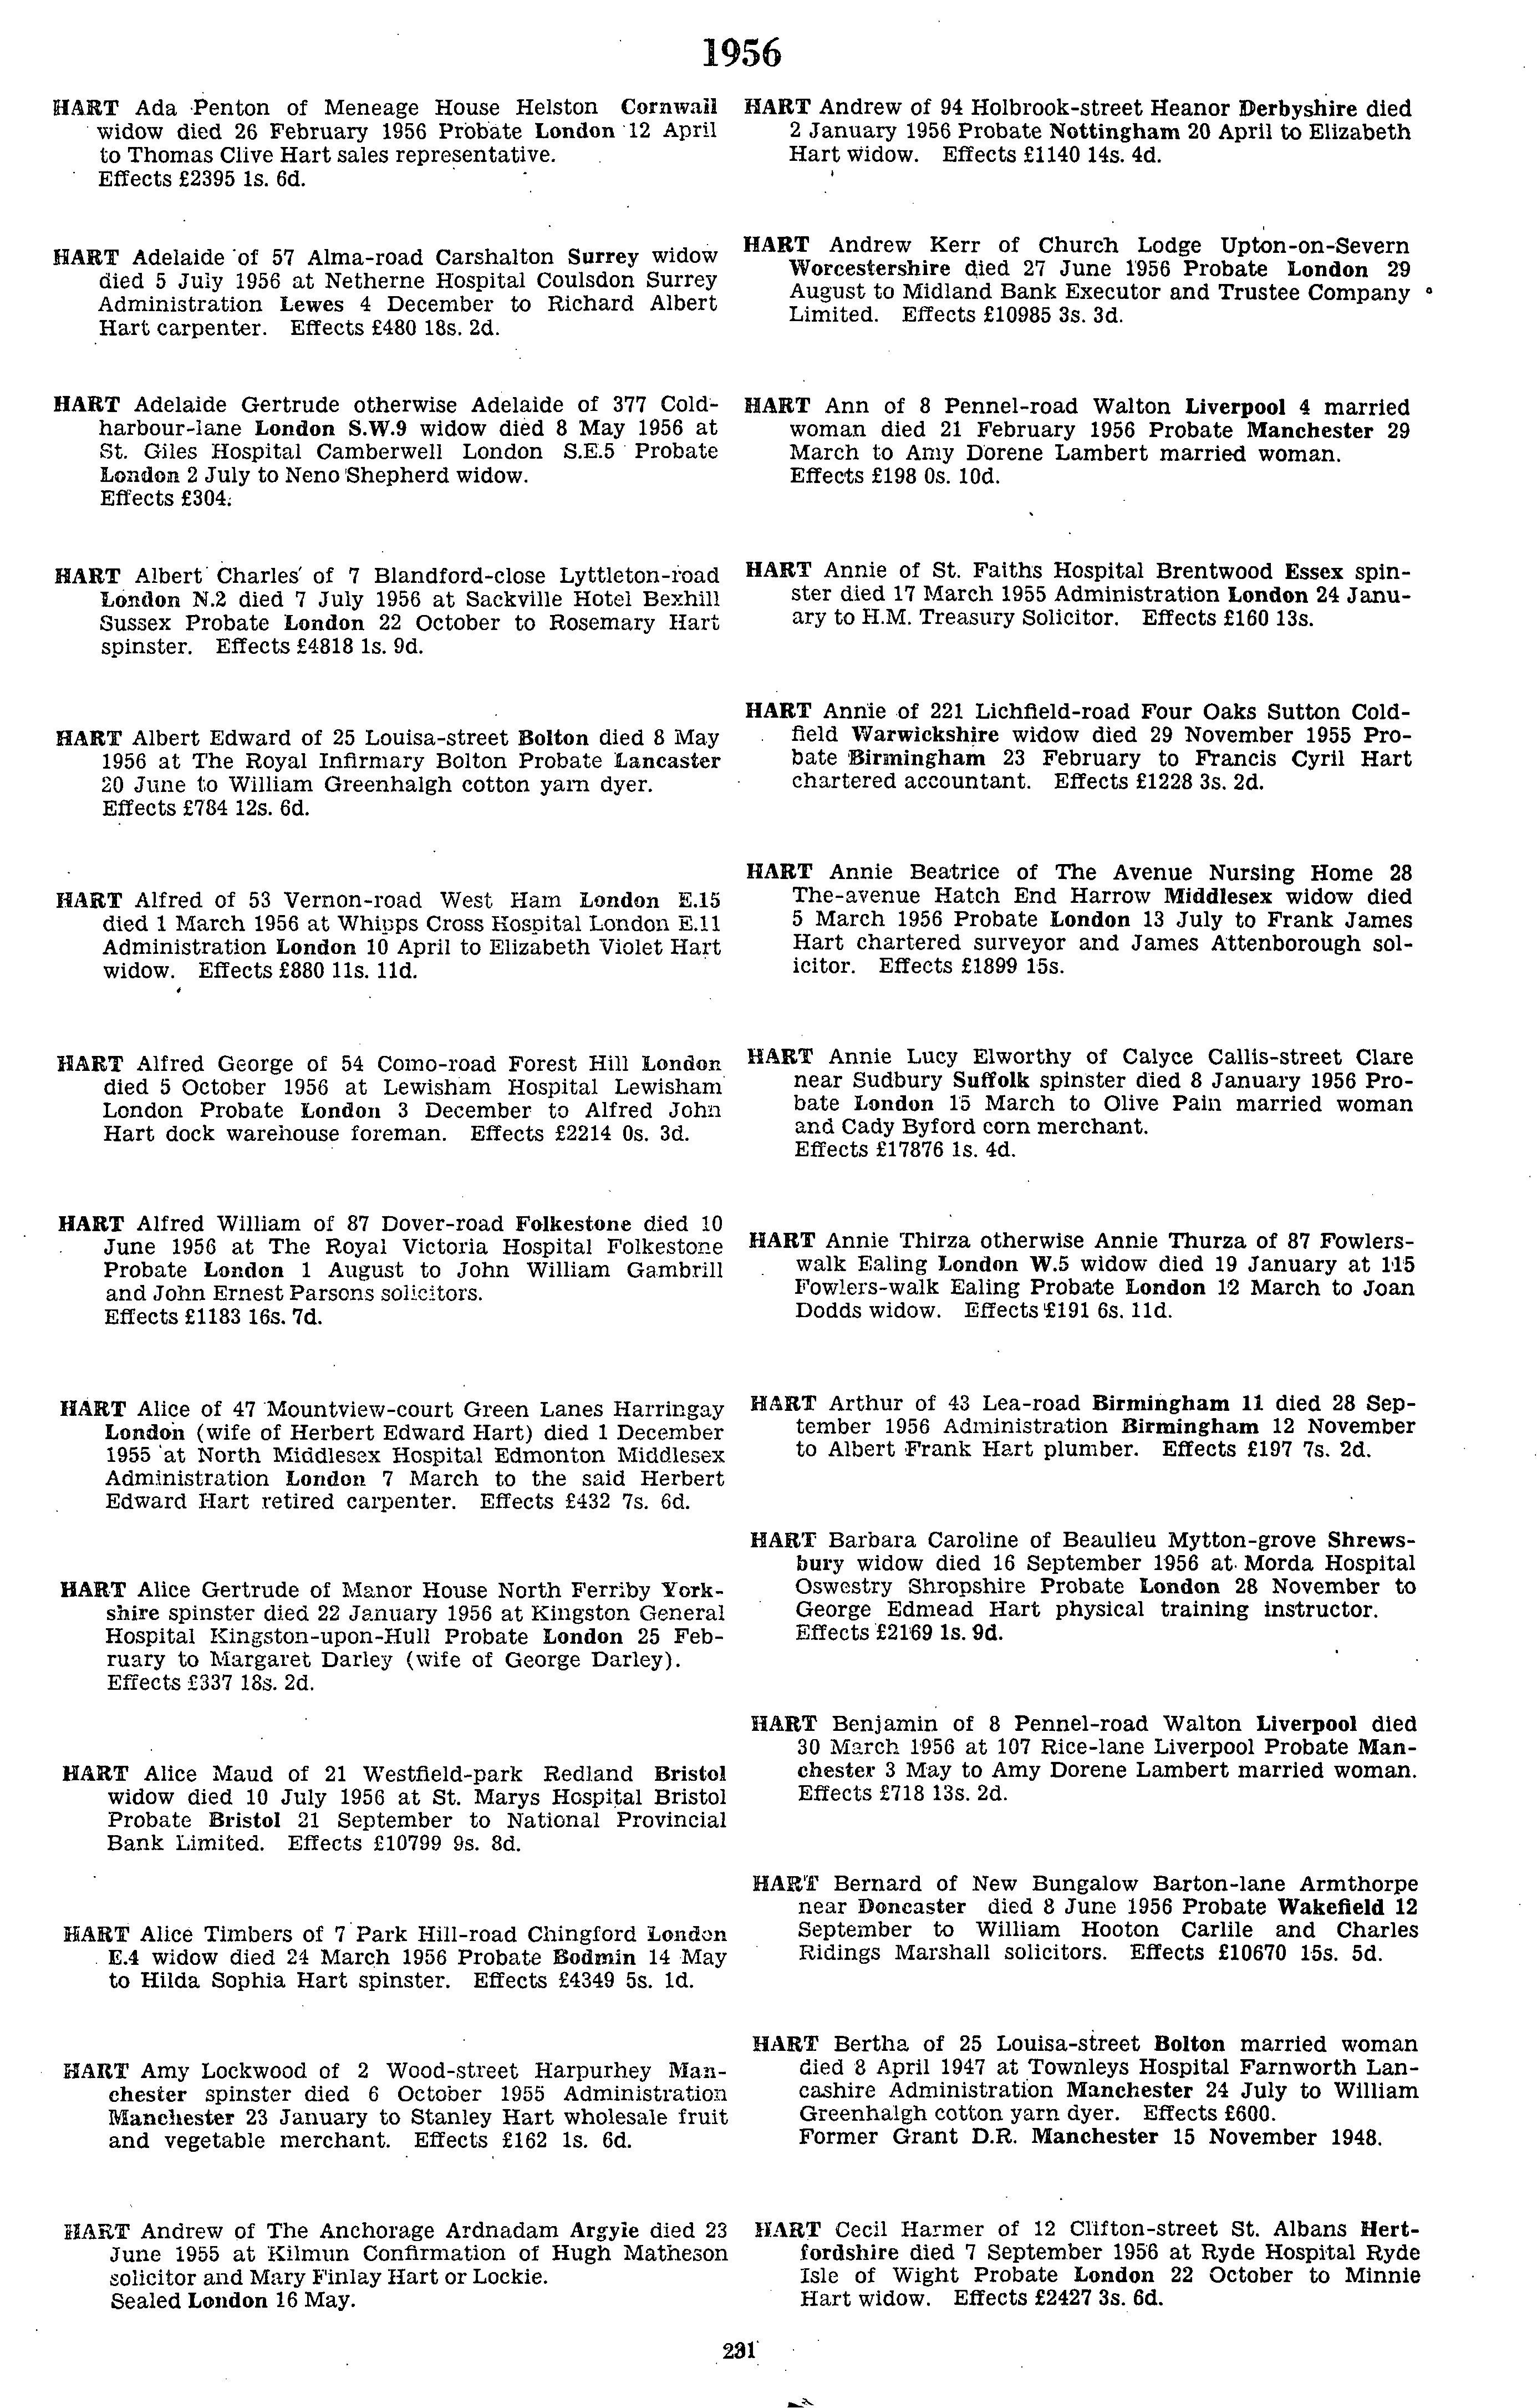 1956
HART Ada Penton of Meneage House Helston Cornwall
widow died 26 February 1956 Probate London 12 April
to Thomas Clive Hart sales representative.
Effects £2395 1s. 6d.
HART Adelaide of 57 Alma-road Carshalton Surrey widow
died 5 July 1956 at Netherne Hospital Coulsdon Surrey
Administration Lewes 4 December to Richard Albert
Hart carpenter. Effects £480 18s. 2d.
HART Adelaide Gertrude otherwise Adelaide of 377 Cold-
harbour-lane London S.W.9 widow died 8 May 1956 at
St. Giles Hospital Camberwell London S.E.5 Probate
London 2 July to Neno Shepherd widow.
Effects £304.
HART Albert Charles of 7 Blandford-close Lyttleton-road
London N.2 died 7 July 1956 at Sackville Hotel Bexhill
Sussex Probate London 22 October to Rosemary Hart
spinster. Effects £4818 1s. 9d.
HART Albert Edward of 25 Louisa-street Bolton died 8 May
1956 at The Royal Infirmary Bolton Probate Lancaster
20 June to William Greenhalgh cotton yarn dyer.
Effects £784 12s. 6d.
HART Alfred of 53 Vernon-road West Ham London E.15
died 1 March 1956 at Whipps Cross Hospital London E.11
Administration London 10 April to Elizabeth Violet Hart
widow. Effects £880 11s. 11d.
HART Alfred George of 54 Como-road Forest Hill London
died 5 October 1956 at Lewisham Hospital Lewisham
London Probate London 3 December to Alfred John
Hart dock warehouse foreman. Effects £2214 0s. 3d.
HART Alfred William of 87 Dover-road Folkestone died 10
June 1956 at The Royal Victoria Hospital Folkestone
Probate London 1 August to John William Gambrill
and John Ernest Parsons solicitors.
Effects £1183 16s. 7d.
HART Alice of 47 Mountview-court Green Lanes Harringay
London (wife of Herbert Edward Hart) died 1 December
1955 at North Middlesex Hospital Edmonton Middlesex
Administration London 7 March to the said Herbert
Edward Hart retired carpenter. Effects £432 7s. 6d.
HART Alice Gertrude of Manor House North Ferriby York-
shire spinster died 22 January 1956 at Kingston General
Hospital Kingston-upon-Hull Probate London 25 Feb-
ruary to Margaret Darley (wife of George Darley).
Effects £337 18s. 2d.
HART Alice Maud of 21 Westfield-park Redland Bristol
widow died 10 July 1956 at St. Marys Hospital Bristol
Probate Bristol 21 September to National Provincial
Bank Limited. Effects £10799 9s. 8d.
HART Alice Timbers of 7 Park Hill-road Chingford London
E.4 widow died 24 March 1956 Probate Bodmin 14 May
to Hilda Sophia Hart spinster. Effects £4349 5s. 1d.
HART Amy Lockwood of 2 Wood-street Harpurhey Man-
chester spinster died 6 October 1955 Administration
Manchester 23 January to Stanley Hart wholesale fruit
and vegetable merchant. Effects £162 1s. 6d.
HART Andrew of The Anchorage Ardnadam Argyle died 23
June 1955 at Kilmun Confirmation of Hugh Matheson
solicitor and Mary Finlay Hart or Lockie.
Sealed London 16 May.
HART Andrew of 94 Holbrook-street Heanor Derbyshire died
2 January 1956 Probate Nottingham 20 April to Elizabeth
Hart widow. Effects £1140 14s. 4d.
HART Andrew Kerr of Church Lodge Upton-on-Severn
Worcestershire died 27 June 1956 Probate London 29
August to Midland Bank Executor and Trustee Company
Limited. Effects £10985 3s. 3d.
HART Ann of 8 Pennel-road Walton Liverpool 4 married
woman died 21 February 1956 Probate Manchester 29
March to Amy Dorene Lambert married woman.
Effects £198 0s. 10d.
HART Annie of St. Faiths Hospital Brentwood Essex spin-
ster died 17 March 1955 Administration London 24 Janu-
ary to H.M. Treasury Solicitor. Effects £160 13s.
HART Annie of 221 Lichfield-road Four Oaks Sutton Cold-
field Warwickshire widow died 29 November 1955 Pro-
bate Birmingham 23 February to Francis Cyril Hart
chartered accountant. Effects £1228 3s. 2d.
HART Annie Beatrice of The Avenue Nursing Home 28
The-avenue Hatch End Harrow Middlesex widow died
5 March 1956 Probate London 13 July to Frank James
Hart chartered surveyor and James Attenborough sol-
icitor. Effects £1899 15s.
HART Annie Lucy Elworthy of Calyce Callis-street Clare
near Sudbury Suffolk spinster died 8 January 1956 Pro-
bate London 15 March to Olive Pain married woman
and Cady Byford corn merchant.
Effects £17876 1s. 4d.
HART Annie Thirza otherwise Annie Thurza of 87 Fowlers-
walk Ealing London W.5 widow died 19 January at 115
Fowlers-walk Ealing Probate London 12 March to Joan
Dodds widow. Effects £191 6s. 11d.
HART Arthur of 43 Lea-road Birmingham 11 died 28 Sep-
tember 1956 Administration Birmingham 12 November
to Albert Frank Hart plumber. Effects £197 7s. 2d.
HART Barbara Caroline of Beaulieu Mytton-grove Shrews-
bury widow died 16 September 1956 at Morda Hospital
Oswestry Shropshire Probate London 28 November to
George Edmead Hart physical training instructor.
Effects £2169 1s. 9d.
HART Benjamin of 8 Pennel-road Walton Liverpool died
30 March 1956 at 107 Rice-lane Liverpool Probate Man-
chester 3 May to Amy Dorene Lambert married woman.
Effects £718 13s. 2d.
HART Bernard of New Bungalow Barton-lane Armthorpe
near Doncaster died 8 June 1956 Probate Wakefield 12
September to William Hooton Carlile and Charles
Ridings Marshall solicitors. Effects £10670 15s. 5d.
HART Bertha of 25 Louisa-street Bolton married woman
died 8 April 1947 at Townleys Hospital Farnworth Lan-
cashire Administration Manchester 24 July to William
Greenhalgh cotton yarn dyer. Effects £600.
Former Grant D.R. Manchester 15 November 1948.
HART Cecil Harmer of 12 Clifton-street St. Albans Hert-
fordshire died 7 September 1956 at Ryde Hospital Ryde
Isle of Wight Probate London 22 October to Minnie
Hart widow. Effects £2427 3s. 6d.
231